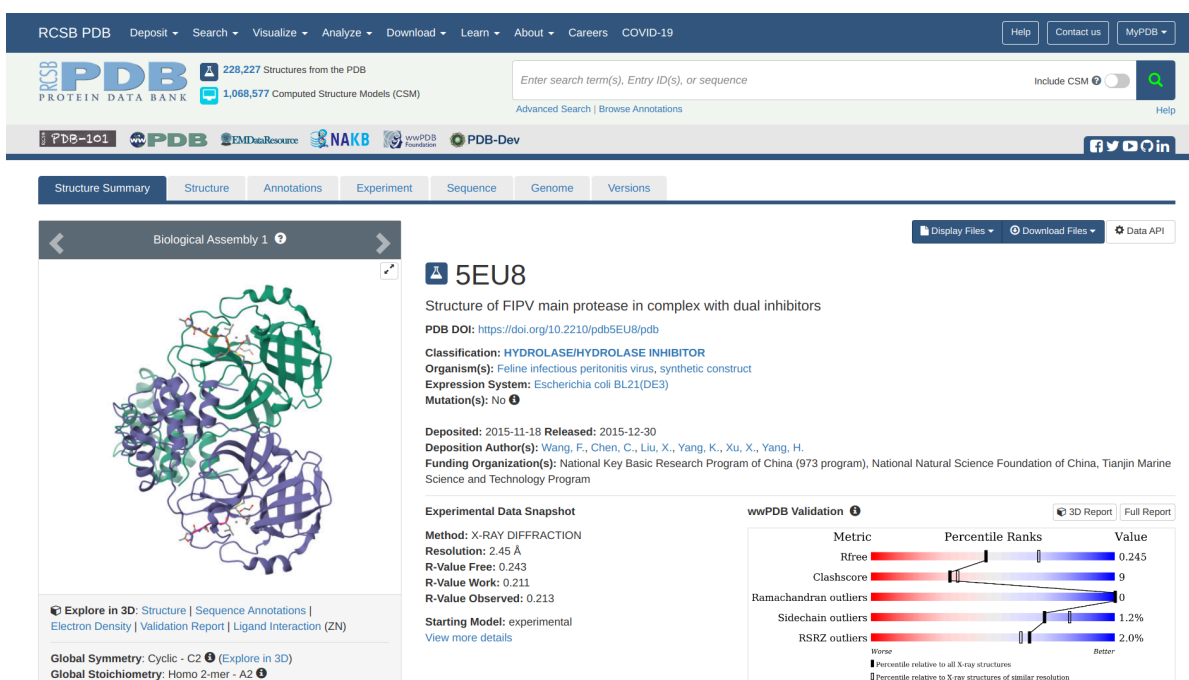 RCSB PDB Deposit Search Visualize Analyze Download Learn About Careers COVID-19 Help Contact us MyPDB
RCSB PDB
PROTEIN DATA BANK
228,227 Structures from the PDB
1,068,577 Computed Structure Models (CSM)
Enter search term(s), Entry ID(s), or sequence
Include CSM
Advanced Search | Browse Annotations
Help
PDB-101 wwPDB EMDataResource NAKB wwPDB Foundation PDB-Dev
Structure Summary Structure Annotations Experiment Sequence Genome Versions
Biological Assembly 1
Display Files Download Files Data API
5EU8
Structure of FIPV main protease in complex with dual inhibitors
PDB DOI: https://doi.org/10.2210/pdb5EU8/pdb
Classification: HYDROLASE/HYDROLASE INHIBITOR
Organism(s): Feline infectious peritonitis virus, synthetic construct
Expression System: Escherichia coli BL21(DE3)
Mutation(s): No
Deposited: 2015-11-18 Released: 2015-12-30
Deposition Author(s): Wang, F., Chen, C., Liu, X., Yang, K., Xu, X., Yang, H.
Funding Organization(s): National Key Basic Research Program of China (973 program), National Natural Science Foundation of China, Tianjin Marine
Science and Technology Program
Experimental Data Snapshot
Method: X-RAY DIFFRACTION
Resolution: 2.45 Å
R-Value Free: 0.243
R-Value Work: 0.211
R-Value Observed: 0.213
Starting Model: experimental
View more details
wwPDB Validation
3D Report Full Report
Metric Percentile Ranks Value
Rfree 0.245
Clashscore 9
Ramachandran outliers 0
Sidechain outliers 1.2%
RSRZ outliers 2.0%
Worse Better
Percentile relative to all X-ray structures
Percentile relative to X-ray structures of similar resolution
Explore in 3D: Structure | Sequence Annotations |
Electron Density | Validation Report | Ligand Interaction (ZN)
Global Symmetry: Cyclic - C2 (Explore in 3D)
Global Stoichiometry: Homo 2-mer - A2